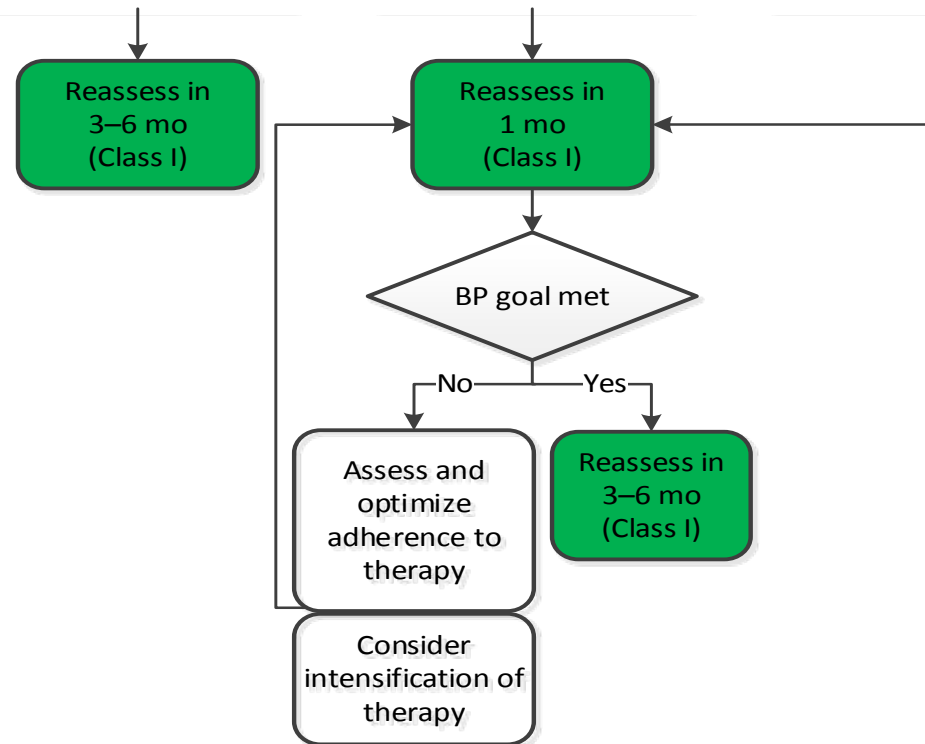 Reassess in
3–6 mo
(Class I)
Reassess in
1 mo
(Class I)
BP goal met
No
Yes
Assess and
optimize
adherence to
therapy
Reassess in
3–6 mo
(Class I)
Consider
intensification of
therapy